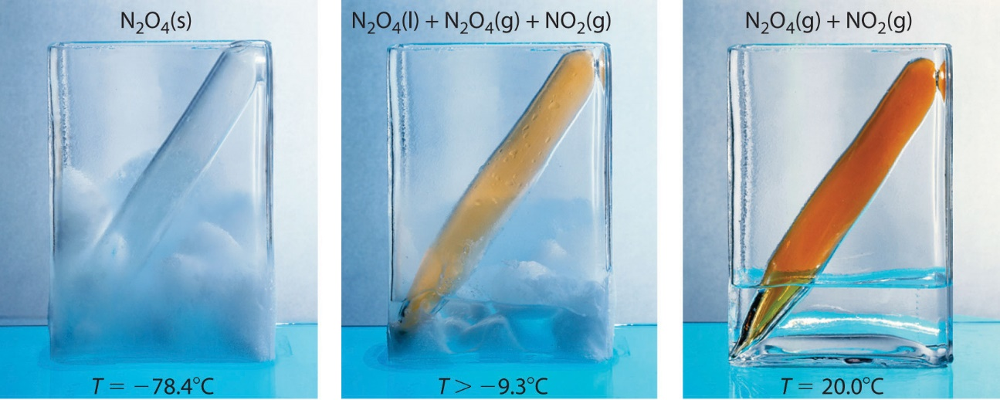 N₂O₄(s)
N₂O₄(l) + N₂O₄(g) + NO₂(g)
N₂O₄(g) + NO₂(g)
T = −78.4°C
T > −9.3°C
T = 20.0°C